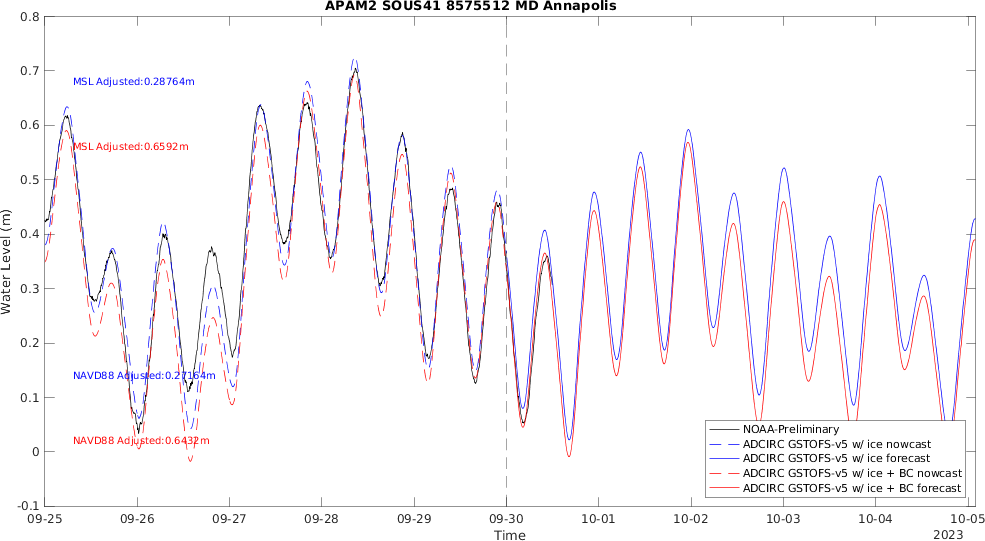 APAM2 SOUS41 8575512 MD Annapolis
0.8
0.7
0.6
0.5
0.4
0.3
0.2
0.1
0
-0.1
Water Level (m)
MSL Adjusted:0.28764m
MSL Adjusted:0.6592m
NAVD88 Adjusted:0.27164m
NAVD88 Adjusted:0.6432m
NOAA-Preliminary
ADCIRC GSTOFS-v5 w/ ice nowcast
ADCIRC GSTOFS-v5 w/ ice forecast
ADCIRC GSTOFS-v5 w/ ice + BC nowcast
ADCIRC GSTOFS-v5 w/ ice + BC forecast
09-25 09-26 09-27 09-28 09-29 09-30 10-01 10-02 10-03 10-04 10-05
Time
2023